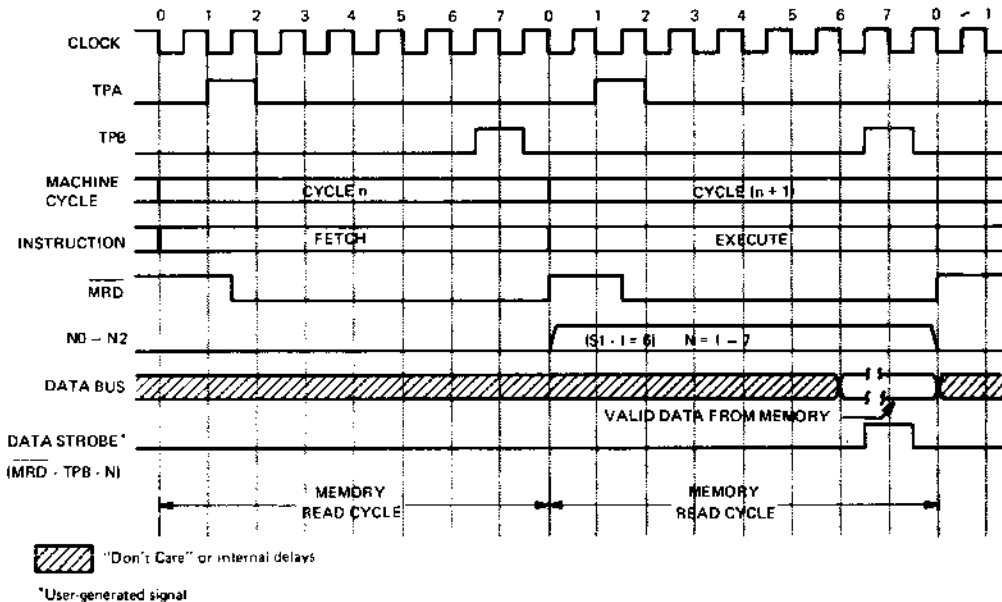 0 1 2 3 4 5 6 7 0 1 2 3 4 5 6 7 0 1
CLOCK
TPA
TPB
MACHINE
CYCLE
CYCLE n
CYCLE (n + 1)
INSTRUCTION
FETCH
EXECUTE
MRD
N0 – N2
(S1 · I = 6) N = 1 – 7
DATA BUS
VALID DATA FROM MEMORY
DATA STROBE*
(MRD · TPB · N)
MEMORY
READ CYCLE
MEMORY
READ CYCLE
"Don't Care" or internal delays
*User-generated signal